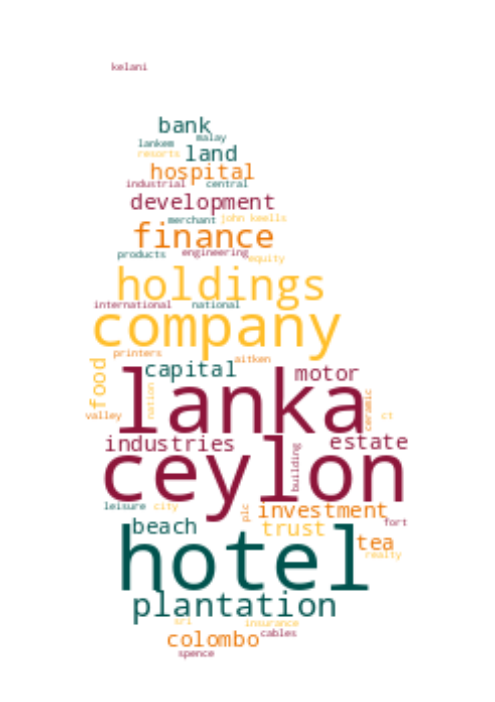 kelani
bank
malay
lankem
resorts land
hospital
industrial central
development
merchant john keells
finance
products engineering
equity
holdings
international national
company
printers
aitken
food capital motor
lanka
nation
ceramic
valley ct
industries estate
building
ceylon
leisure city plc investment
fort
beach trust
hotel
tea
realty
plantation
sri insurance
colombo cables
spence